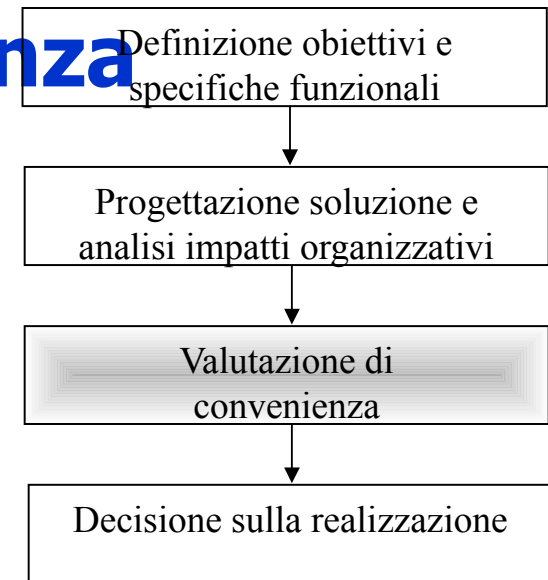 nza
Definizione obiettivi e
specifiche funzionali
Progettazione soluzione e
analisi impatti organizzativi
Valutazione di
convenienza
Decisione sulla realizzazione